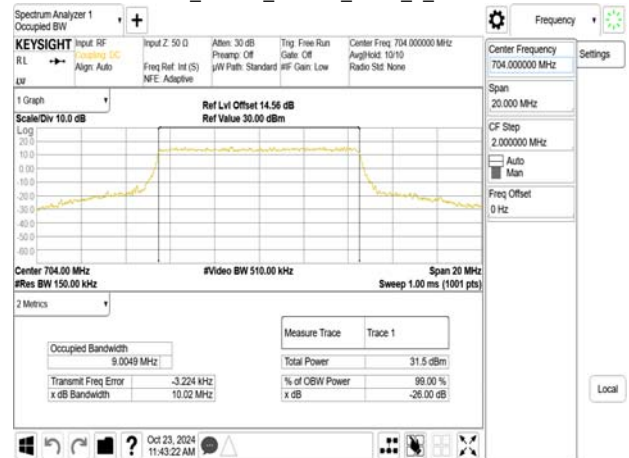 Spectrum Analyzer 1
Occupied BW
Frequency
KEYSIGHT
Input: RF
Coupling: DC
Align: Auto
Input Z: 50 Ω
Freq Ref: Int (S)
NFE: Adaptive
Atten: 30 dB
Preamp: Off
µW Path: Standard
Trig: Free Run
Gate: Off
#IF Gain: Low
Center Freq: 704.000000 MHz
Avg|Hold: 10/10
Radio Std: None
RL
Center Frequency
704.000000 MHz
Settings
Span
20.000 MHz
CF Step
2.000000 MHz
Auto
Man
Freq Offset
0 Hz
1 Graph
Scale/Div 10.0 dB
Ref Lvl Offset 14.56 dB
Ref Value 30.00 dBm
Log
20.0
10.0
0.00
-10.0
-20.0
-30.0
-40.0
-50.0
-60.0
Center 704.00 MHz
#Res BW 150.00 kHz
#Video BW 510.00 kHz
Span 20 MHz
Sweep 1.00 ms (1001 pts)
2 Metrics
Measure Trace Trace 1
Occupied Bandwidth
9.0049 MHz
Total Power 31.5 dBm
Transmit Freq Error -3.224 kHz
% of OBW Power 99.00 %
x dB Bandwidth 10.02 MHz
x dB -26.00 dB
Local
Oct 23, 2024
11:43:22 AM